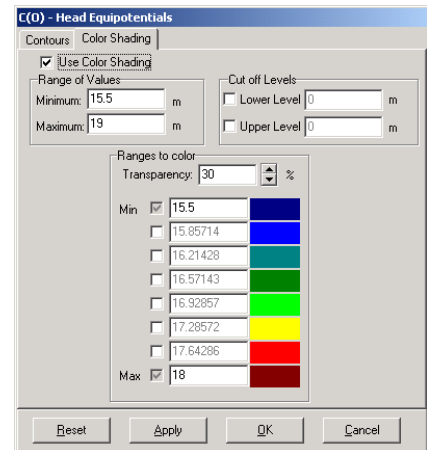 C(O) - Head Equipotentials
Contours Color Shading
Use Color Shading
Range of Values
Minimum: 15.5 m
Maximum: 19 m
Cut off Levels
Lower Level 0 m
Upper Level 0 m
Ranges to color
Transparency: 30 %
Min 15.5
15.85714
16.21428
16.57143
16.92857
17.28572
17.64286
Max 18
Reset Apply OK Cancel